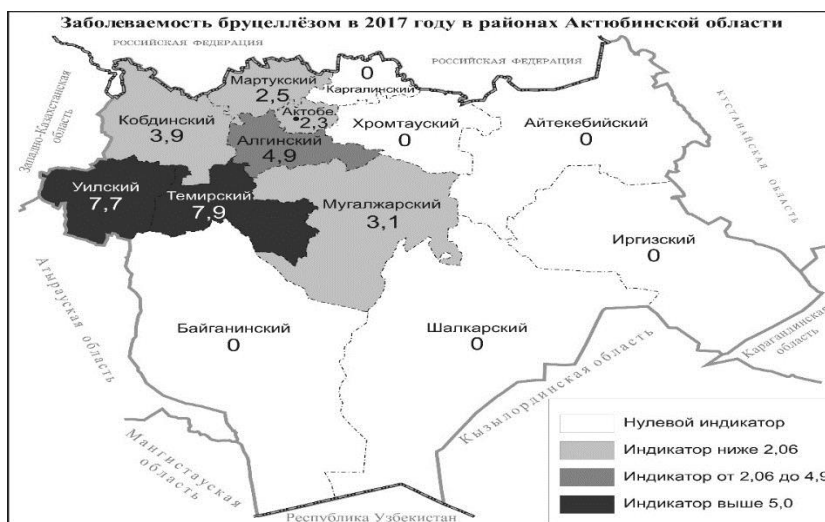 Заболеваемость бруцеллёзом в 2017 году в районах Актюбинской области
РОССИЙСКАЯ ФЕДЕРАЦИЯ
РОССИЙСКАЯ ФЕДЕРАЦИЯ
Западно-Казахстанская
область
КУСТАНАЙСКАЯ ОБЛАСТЬ
Мартукский
2,5
0
Каргалинский
Кобдинский
3,9
Актобе
2,3
Хромтауский
0
Айтекебийский
0
Алгинский
4,9
Уилский
7,7
Темирский
7,9
Мугалжарский
3,1
Иргизский
0
Атырауская область
Байганинский
0
Шалкарский
0
Карагандинская
область
Кызылординская область
Мангистауская
область
Республика Узбекистан
Нулевой индикатор
Индикатор ниже 2,06
Индикатор от 2,06 до 4,9
Индикатор выше 5,0